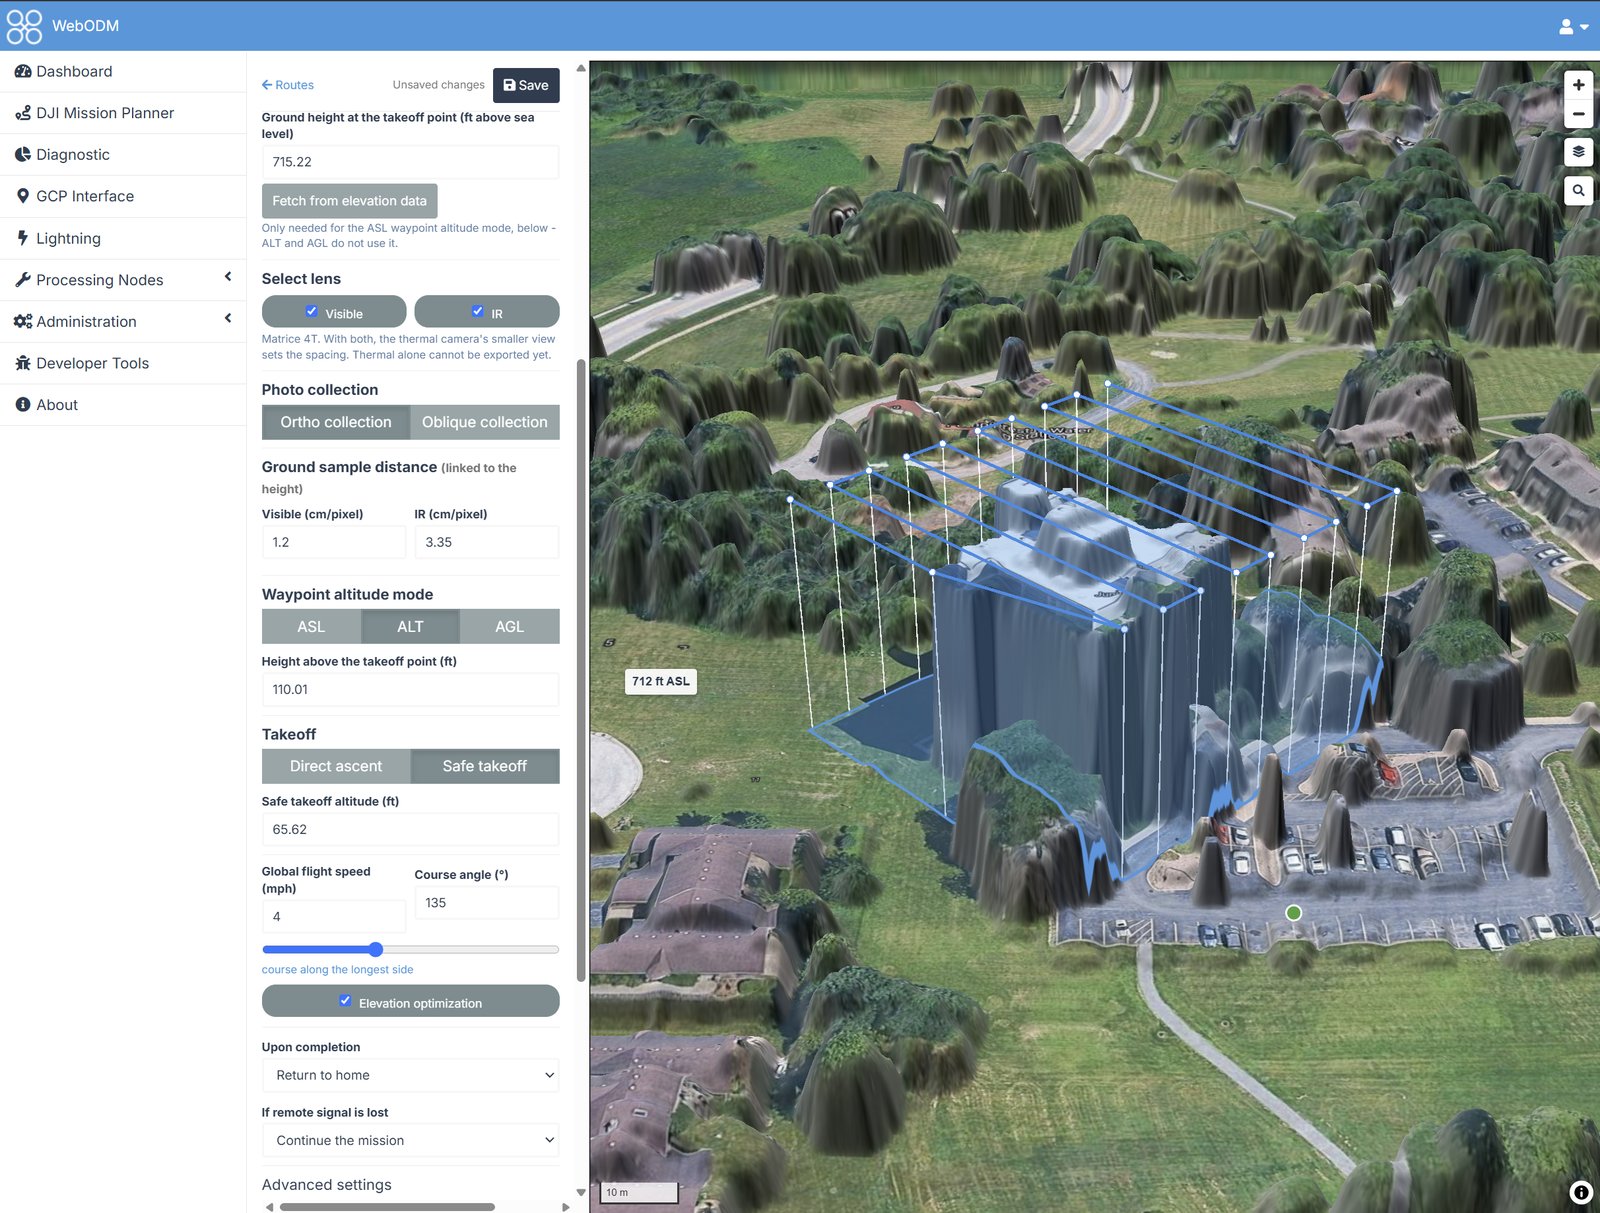 WebODM
Dashboard
DJI Mission Planner
Diagnostic
GCP Interface
Lightning
Processing Nodes
Administration
Developer Tools
About
Routes
Unsaved changes
Save
Ground height at the takeoff point (ft above sea
level)
715.22
Fetch from elevation data
Only needed for the ASL waypoint altitude mode, below -
ALT and AGL do not use it.
Select lens
Visible
IR
Matrice 4T. With both, the thermal camera's smaller view
sets the spacing. Thermal alone cannot be exported yet.
Photo collection
Ortho collection
Oblique collection
Ground sample distance (linked to the
height)
Visible (cm/pixel)
IR (cm/pixel)
1.2
3.35
Waypoint altitude mode
ASL
ALT
AGL
Height above the takeoff point (ft)
110.01
Takeoff
Direct ascent
Safe takeoff
Safe takeoff altitude (ft)
65.62
Global flight speed
(mph)
Course angle (°)
4
135
course along the longest side
Elevation optimization
Upon completion
Return to home
If remote signal is lost
Continue the mission
Advanced settings
712 ft ASL
10 m